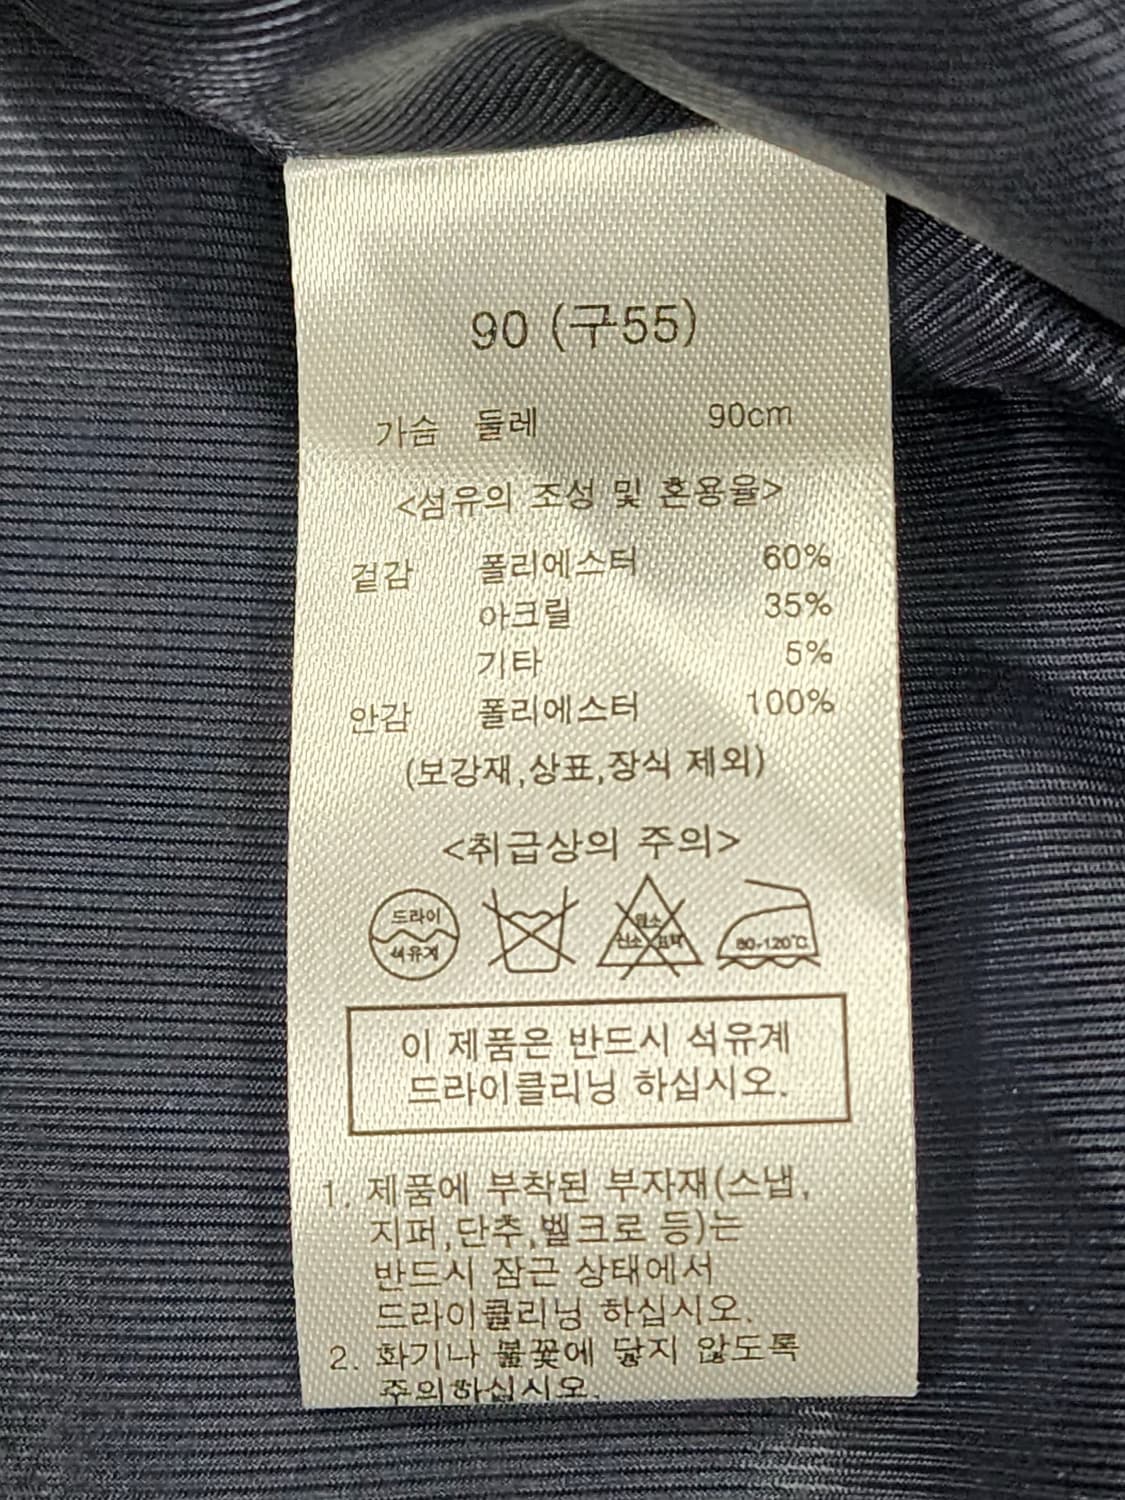 90 (구55)
가슴 둘레 90cm
<섬유의 조성 및 혼용율>
겉감 폴리에스터 60%
아크릴 35%
기타 5%
안감 폴리에스터 100%
(보강재,상표,장식 제외)
<취급상의 주의>
드라이
석유계
염소
산소 표백
80-120℃
이 제품은 반드시 석유계
드라이클리닝 하십시오.
1. 제품에 부착된 부자재(스냅,
지퍼,단추,벨크로 등)는
반드시 잠근 상태에서
드라이클리닝 하십시오.
2. 화기나 불꽃에 닿지 않도록
주의하십시오.